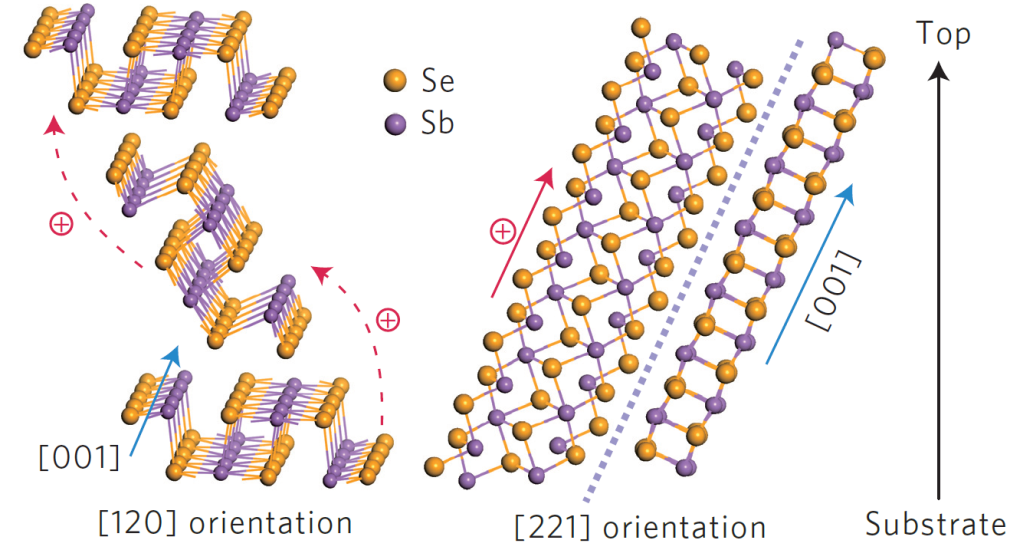 Top
Se
Sb
⊕
⊕
⊕
[001]
[001]
[120] orientation
[221] orientation
Substrate